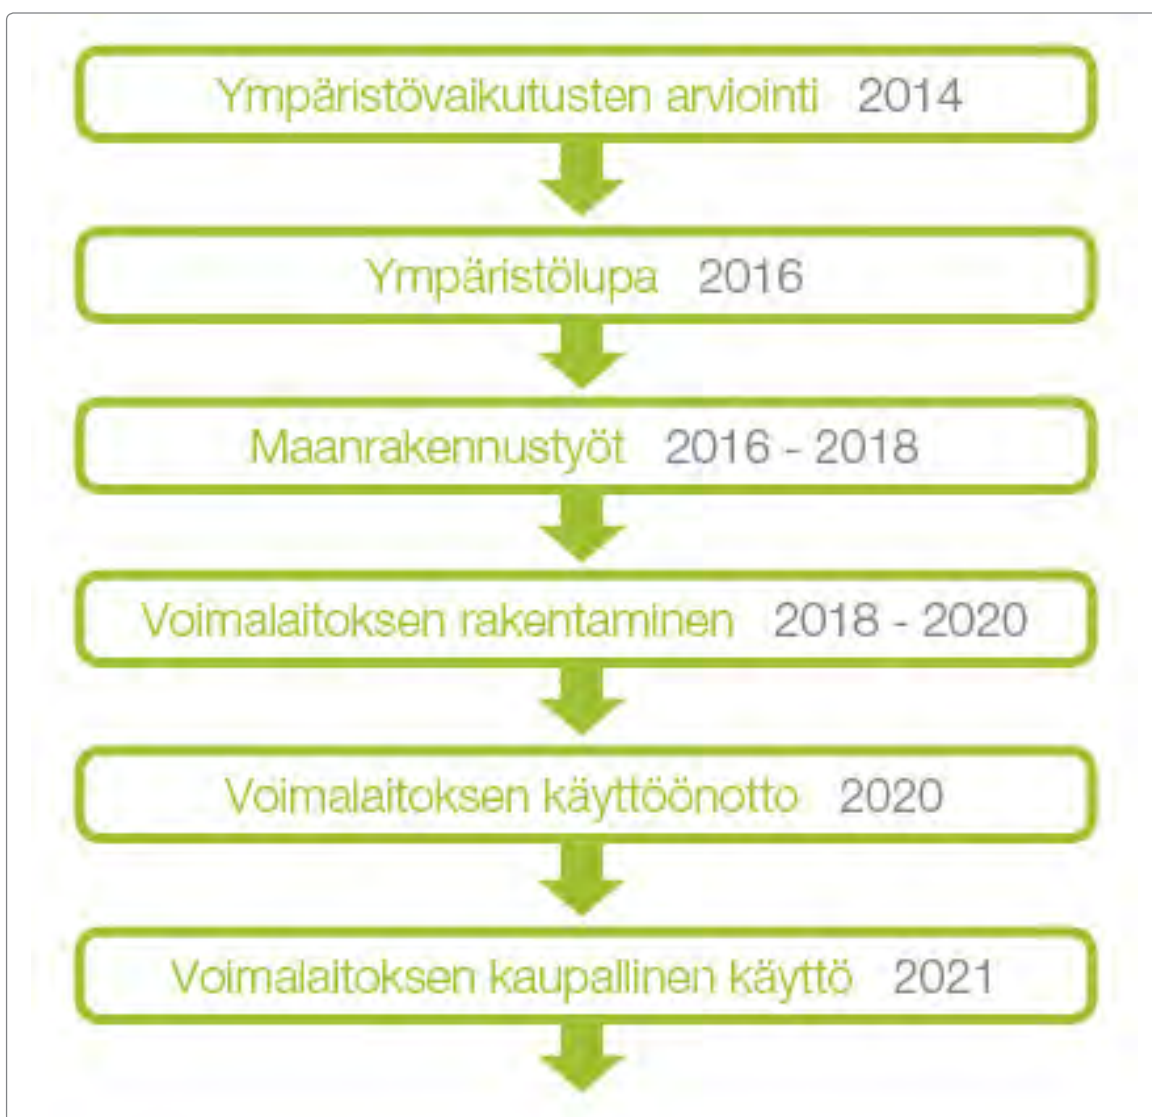 Ympäristövaikutusten arviointi 2014
Ympäristölupa 2016
Maanrakennustyöt 2016 - 2018
Voimalaitoksen rakentaminen 2018 - 2020
Voimalaitoksen käyttöönotto 2020
Voimalaitoksen kaupallinen käyttö 2021